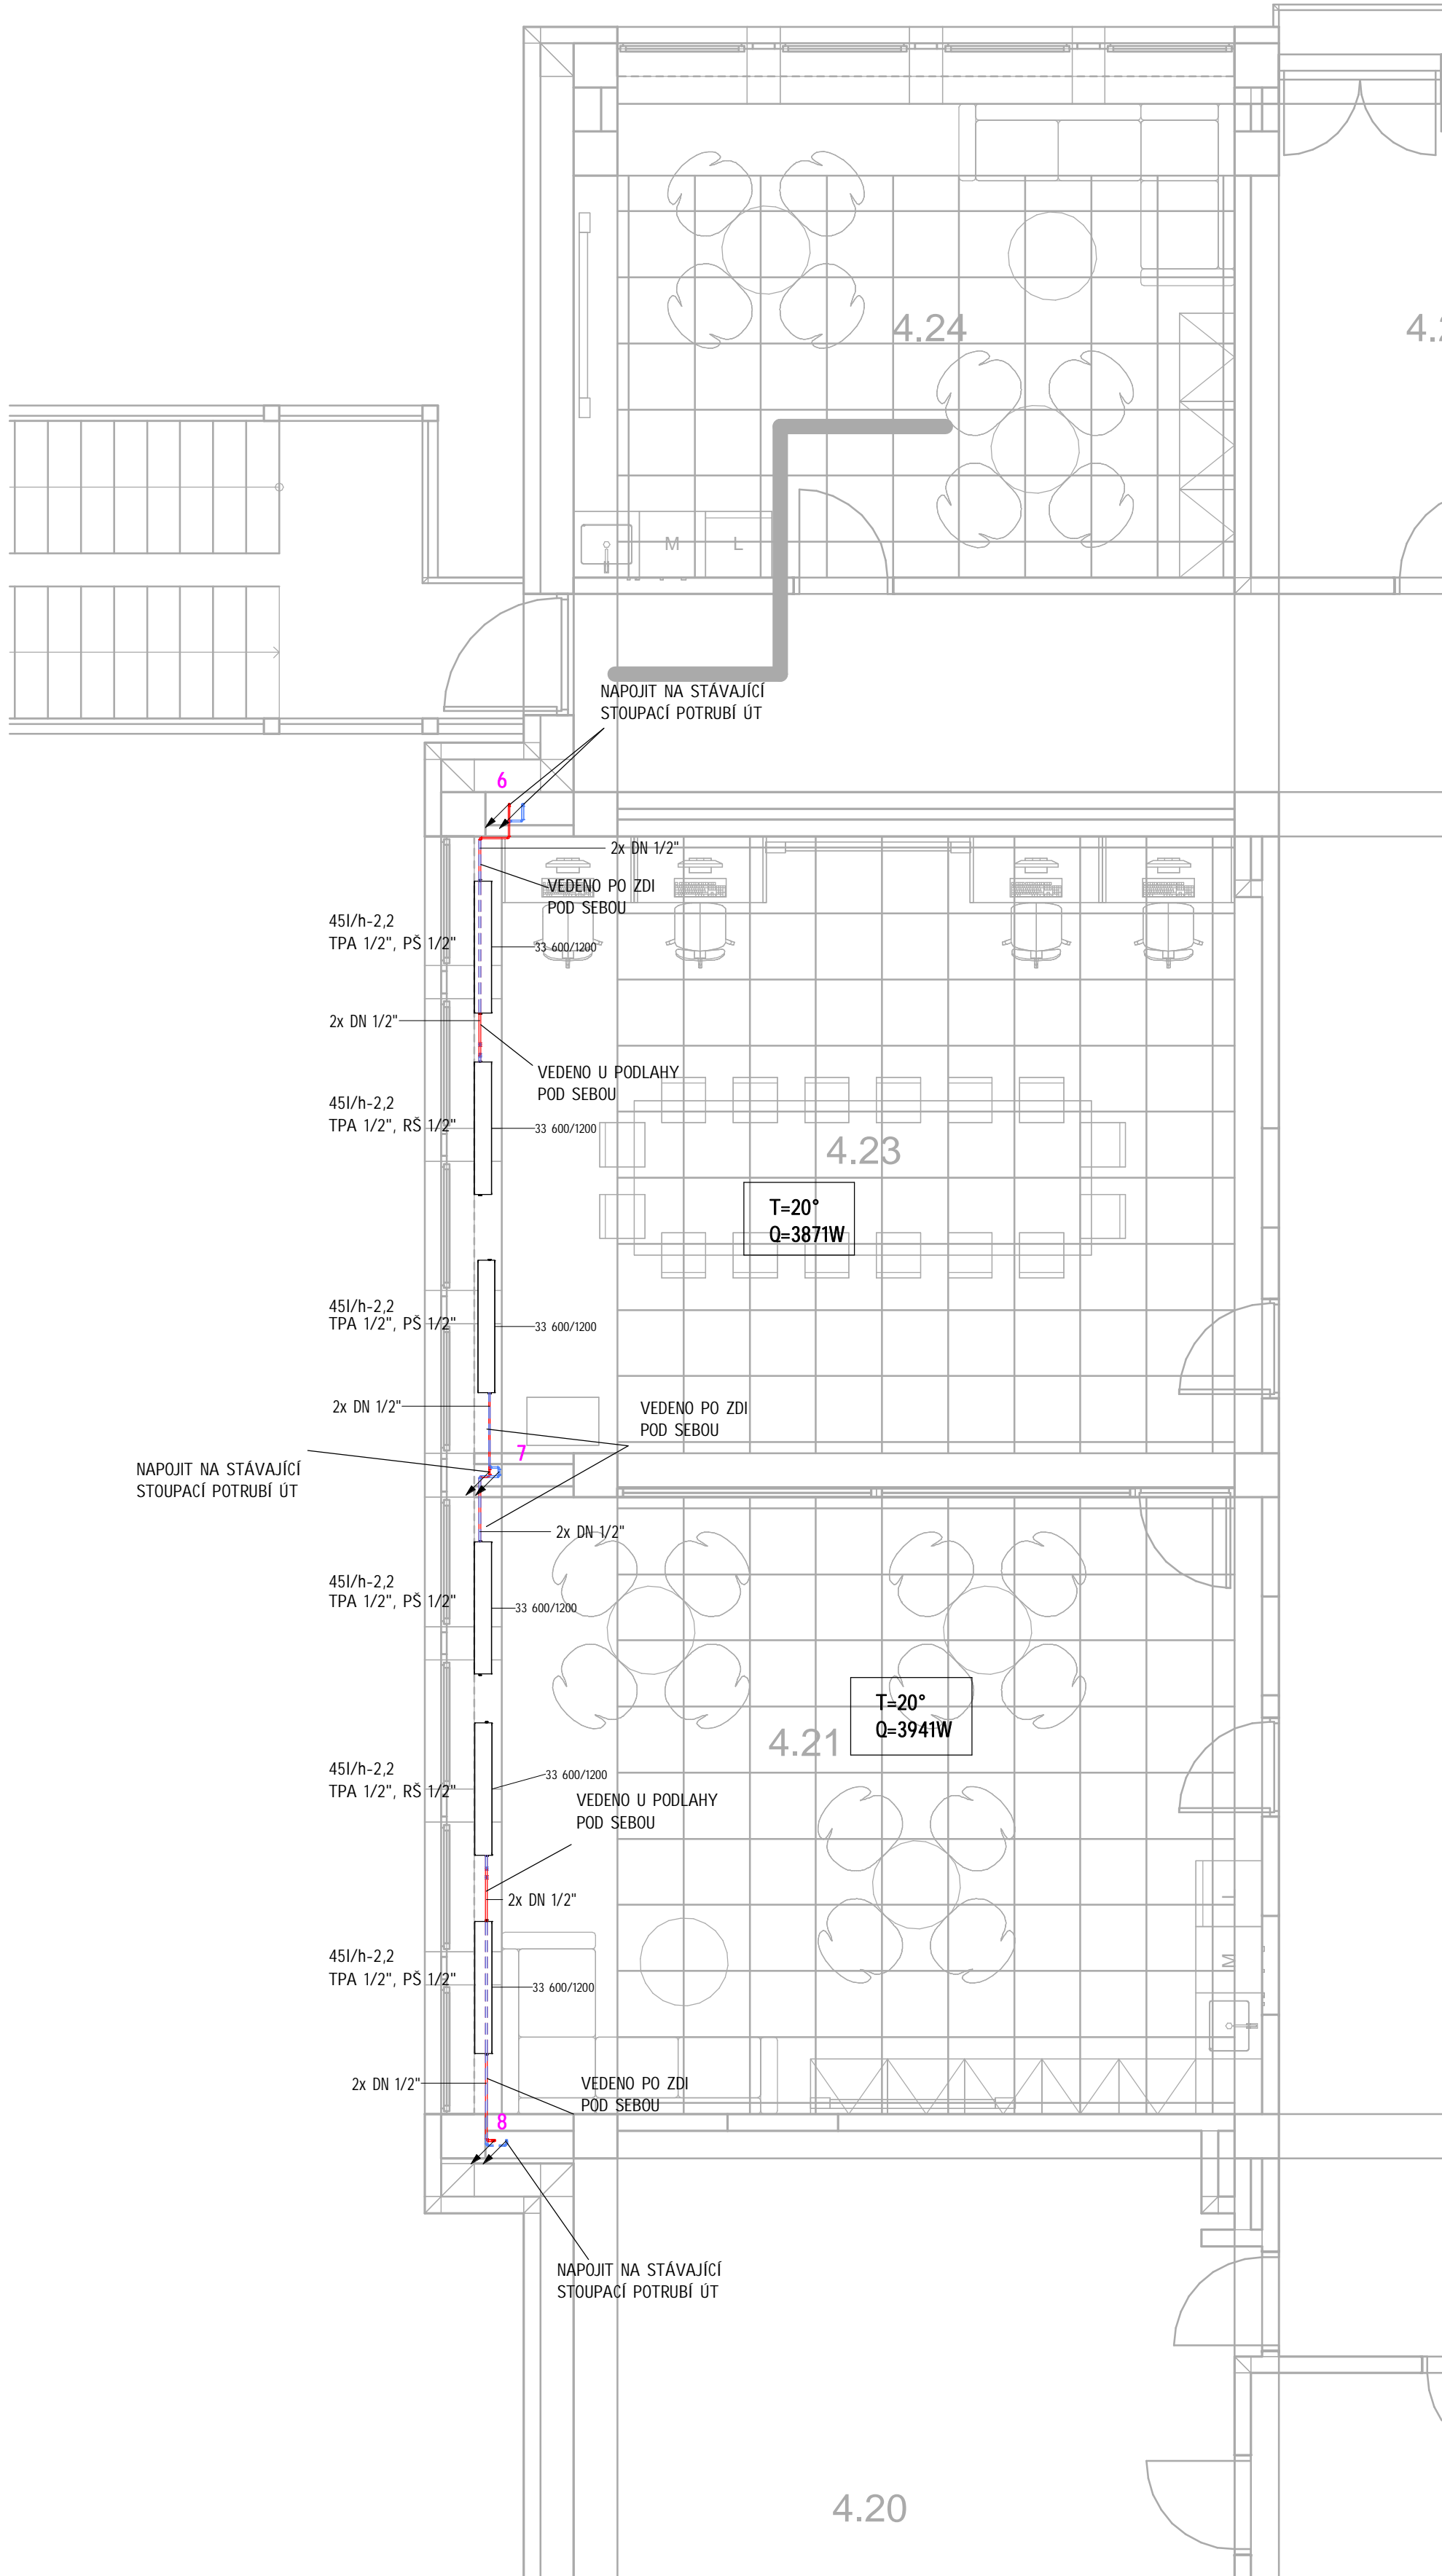 4.24
M
L
NAPOJIT NA STÁVAJÍCÍ
STOUPACÍ POTRUBÍ ÚT
6
2x DN 1/2"
VEDENO PO ZDI
POD SEBOU
45l/h-2,2
TPA 1/2", PŠ 1/2"
33 600/1200
2x DN 1/2"
VEDENO U PODLAHY
POD SEBOU
45l/h-2,2
TPA 1/2", RŠ 1/2"
33 600/1200
4.23
T=20°
Q=3871W
45l/h-2,2
TPA 1/2", PŠ 1/2"
33 600/1200
2x DN 1/2"
VEDENO PO ZDI
POD SEBOU
7
NAPOJIT NA STÁVAJÍCÍ
STOUPACÍ POTRUBÍ ÚT
2x DN 1/2"
45l/h-2,2
TPA 1/2", PŠ 1/2"
33 600/1200
T=20°
Q=3941W
4.21
45l/h-2,2
TPA 1/2", RŠ 1/2"
33 600/1200
VEDENO U PODLAHY
POD SEBOU
2x DN 1/2"
45l/h-2,2
TPA 1/2", PŠ 1/2"
33 600/1200
M
2x DN 1/2"
VEDENO PO ZDI
POD SEBOU
8
NAPOJIT NA STÁVAJÍCÍ
STOUPACÍ POTRUBÍ ÚT
4.20